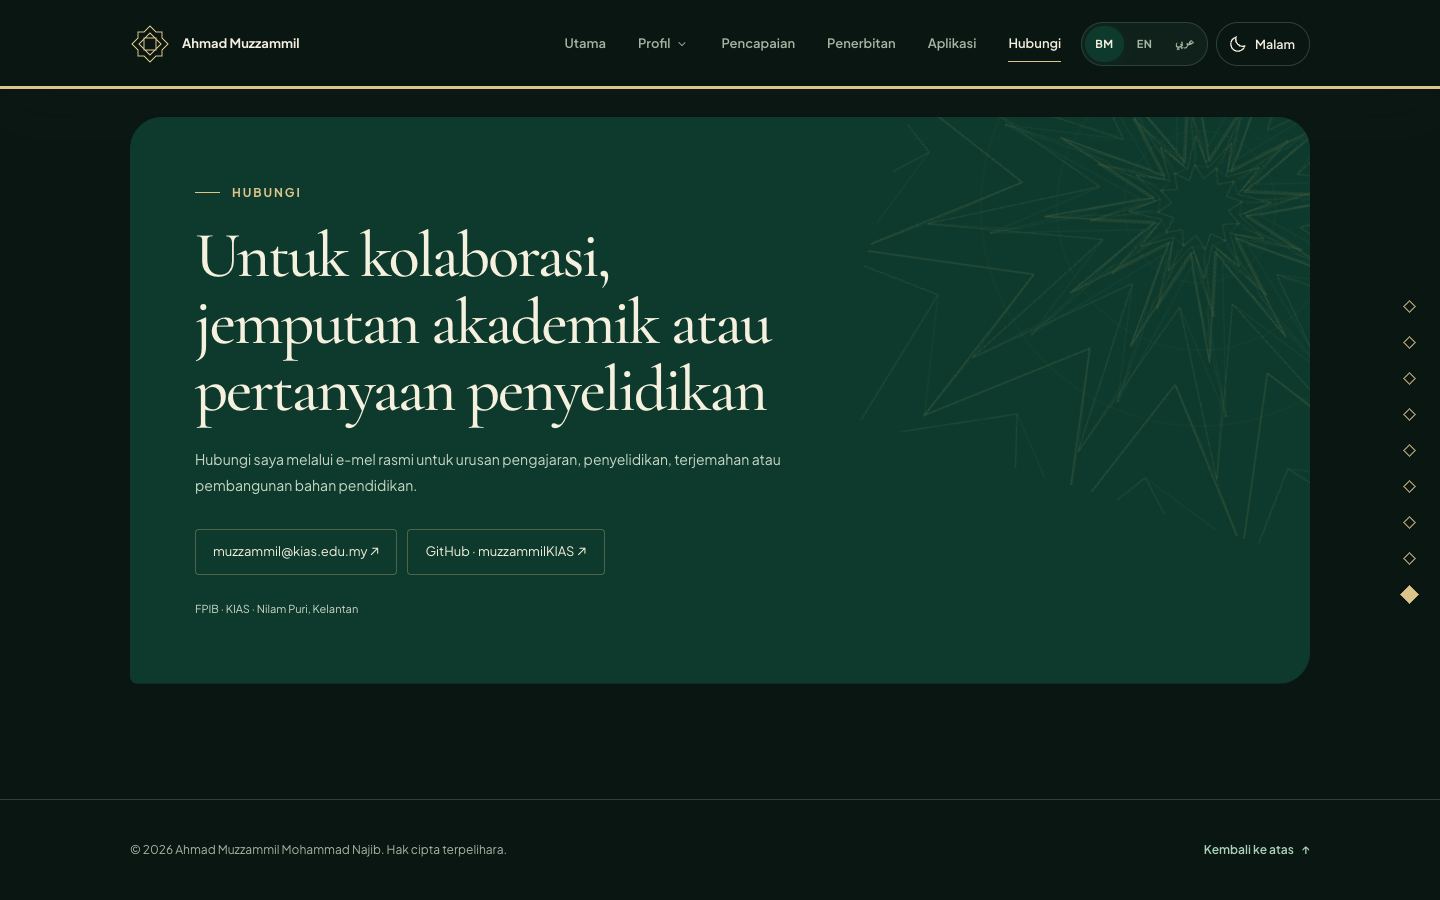 Ahmad Muzzammil
Utama
Profil
Pencapaian
Penerbitan
Aplikasi
Hubungi
BM
EN
عربي
Malam
HUBUNGI
Untuk kolaborasi,
jemputan akademik atau
pertanyaan penyelidikan
Hubungi saya melalui e-mel rasmi untuk urusan pengajaran, penyelidikan, terjemahan atau
pembangunan bahan pendidikan.
muzzammil@kias.edu.my ↗
GitHub · muzzammilKIAS ↗
FPIB · KIAS · Nilam Puri, Kelantan
© 2026 Ahmad Muzzammil Mohammad Najib. Hak cipta terpelihara.
Kembali ke atas ↑